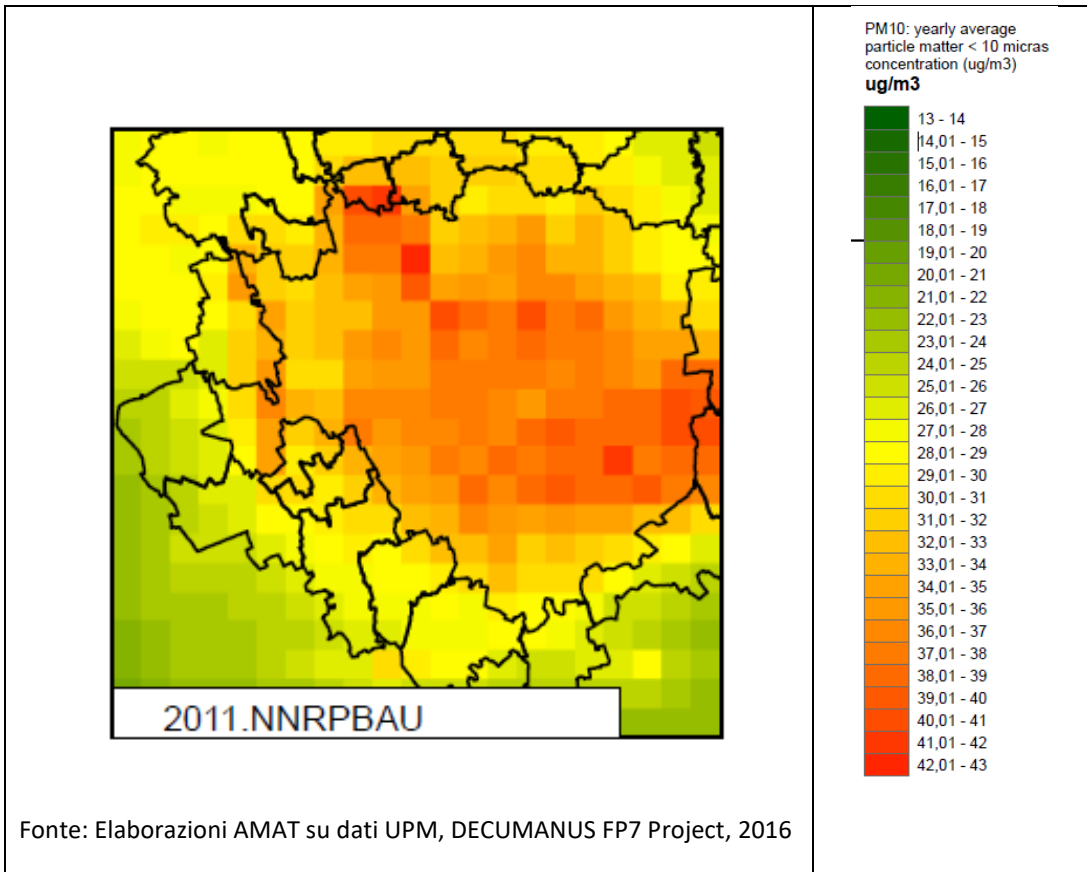 PM10: yearly average
particle matter < 10 micras
concentration (ug/m3)
ug/m3
13 - 14
14,01 - 15
15,01 - 16
16,01 - 17
17,01 - 18
18,01 - 19
19,01 - 20
20,01 - 21
21,01 - 22
22,01 - 23
23,01 - 24
24,01 - 25
25,01 - 26
26,01 - 27
27,01 - 28
28,01 - 29
29,01 - 30
30,01 - 31
31,01 - 32
32,01 - 33
33,01 - 34
34,01 - 35
35,01 - 36
36,01 - 37
37,01 - 38
38,01 - 39
39,01 - 40
40,01 - 41
41,01 - 42
42,01 - 43
2011.NNRPBAU
Fonte: Elaborazioni AMAT su dati UPM, DECUMANUS FP7 Project, 2016